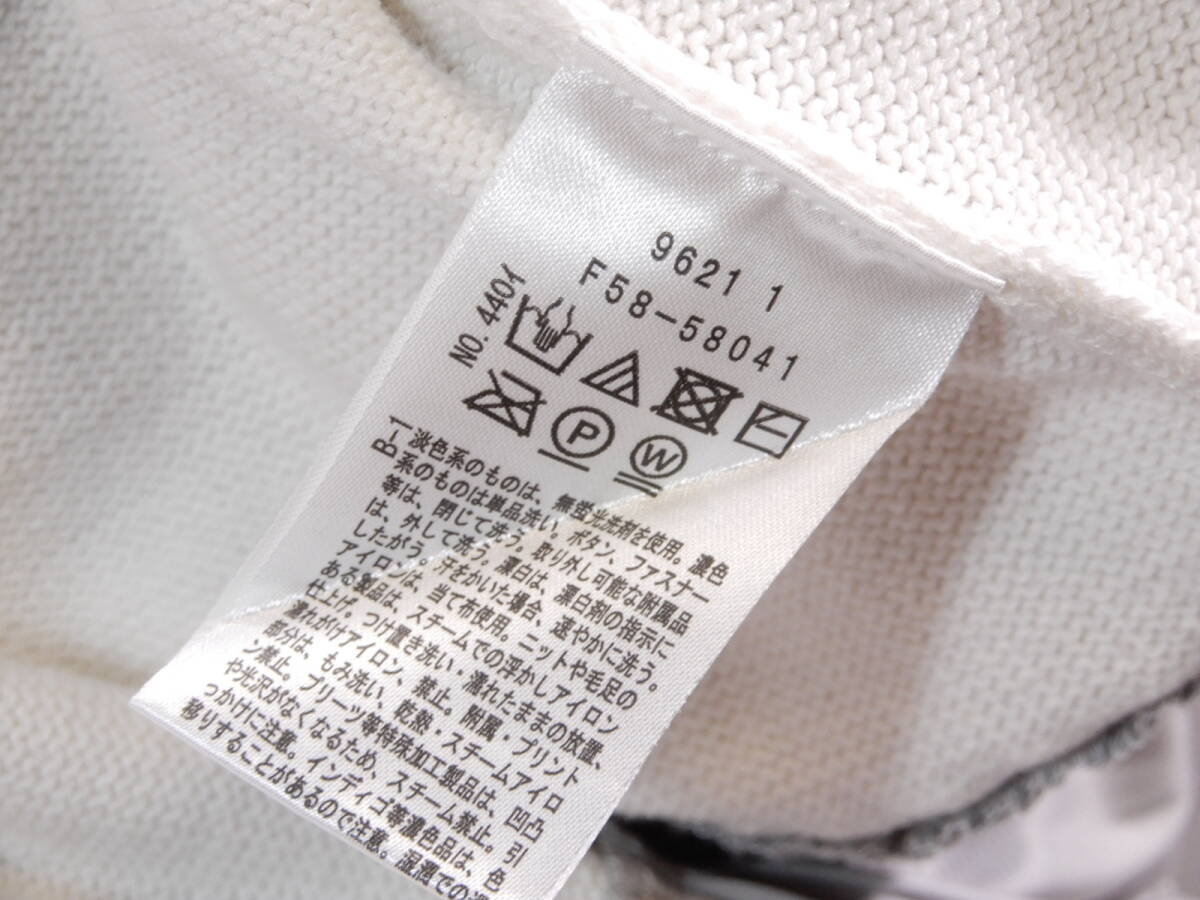 9621 1
F58-58041
NO. 4401
P
W
B-1
淡色系のものは、無蛍光洗剤を使用。濃色
系のものは単品洗い。ボタン、ファスナー
等は、閉じて洗う。取り外し可能な附属品
は、外して洗う。漂白は、漂白剤の指示に
したがう。汗をかいた場合、速やかに洗う。
アイロンは、当て布使用。ニットや毛足の
ある製品は、スチームでの浮かしアイロン
仕上げ。つけ置き洗い・濡れたままの放置、
濡れがけアイロン、禁止。附属・プリント
部分は、もみ洗い、乾熱・スチームアイロ
ン禁止。プリーツ等特殊加工製品は、凹凸
や光沢がなくなるため、スチーム禁止。引
っかけに注意。インディゴ等濃色品は、色
移りすることがあるので注意。湿潤での